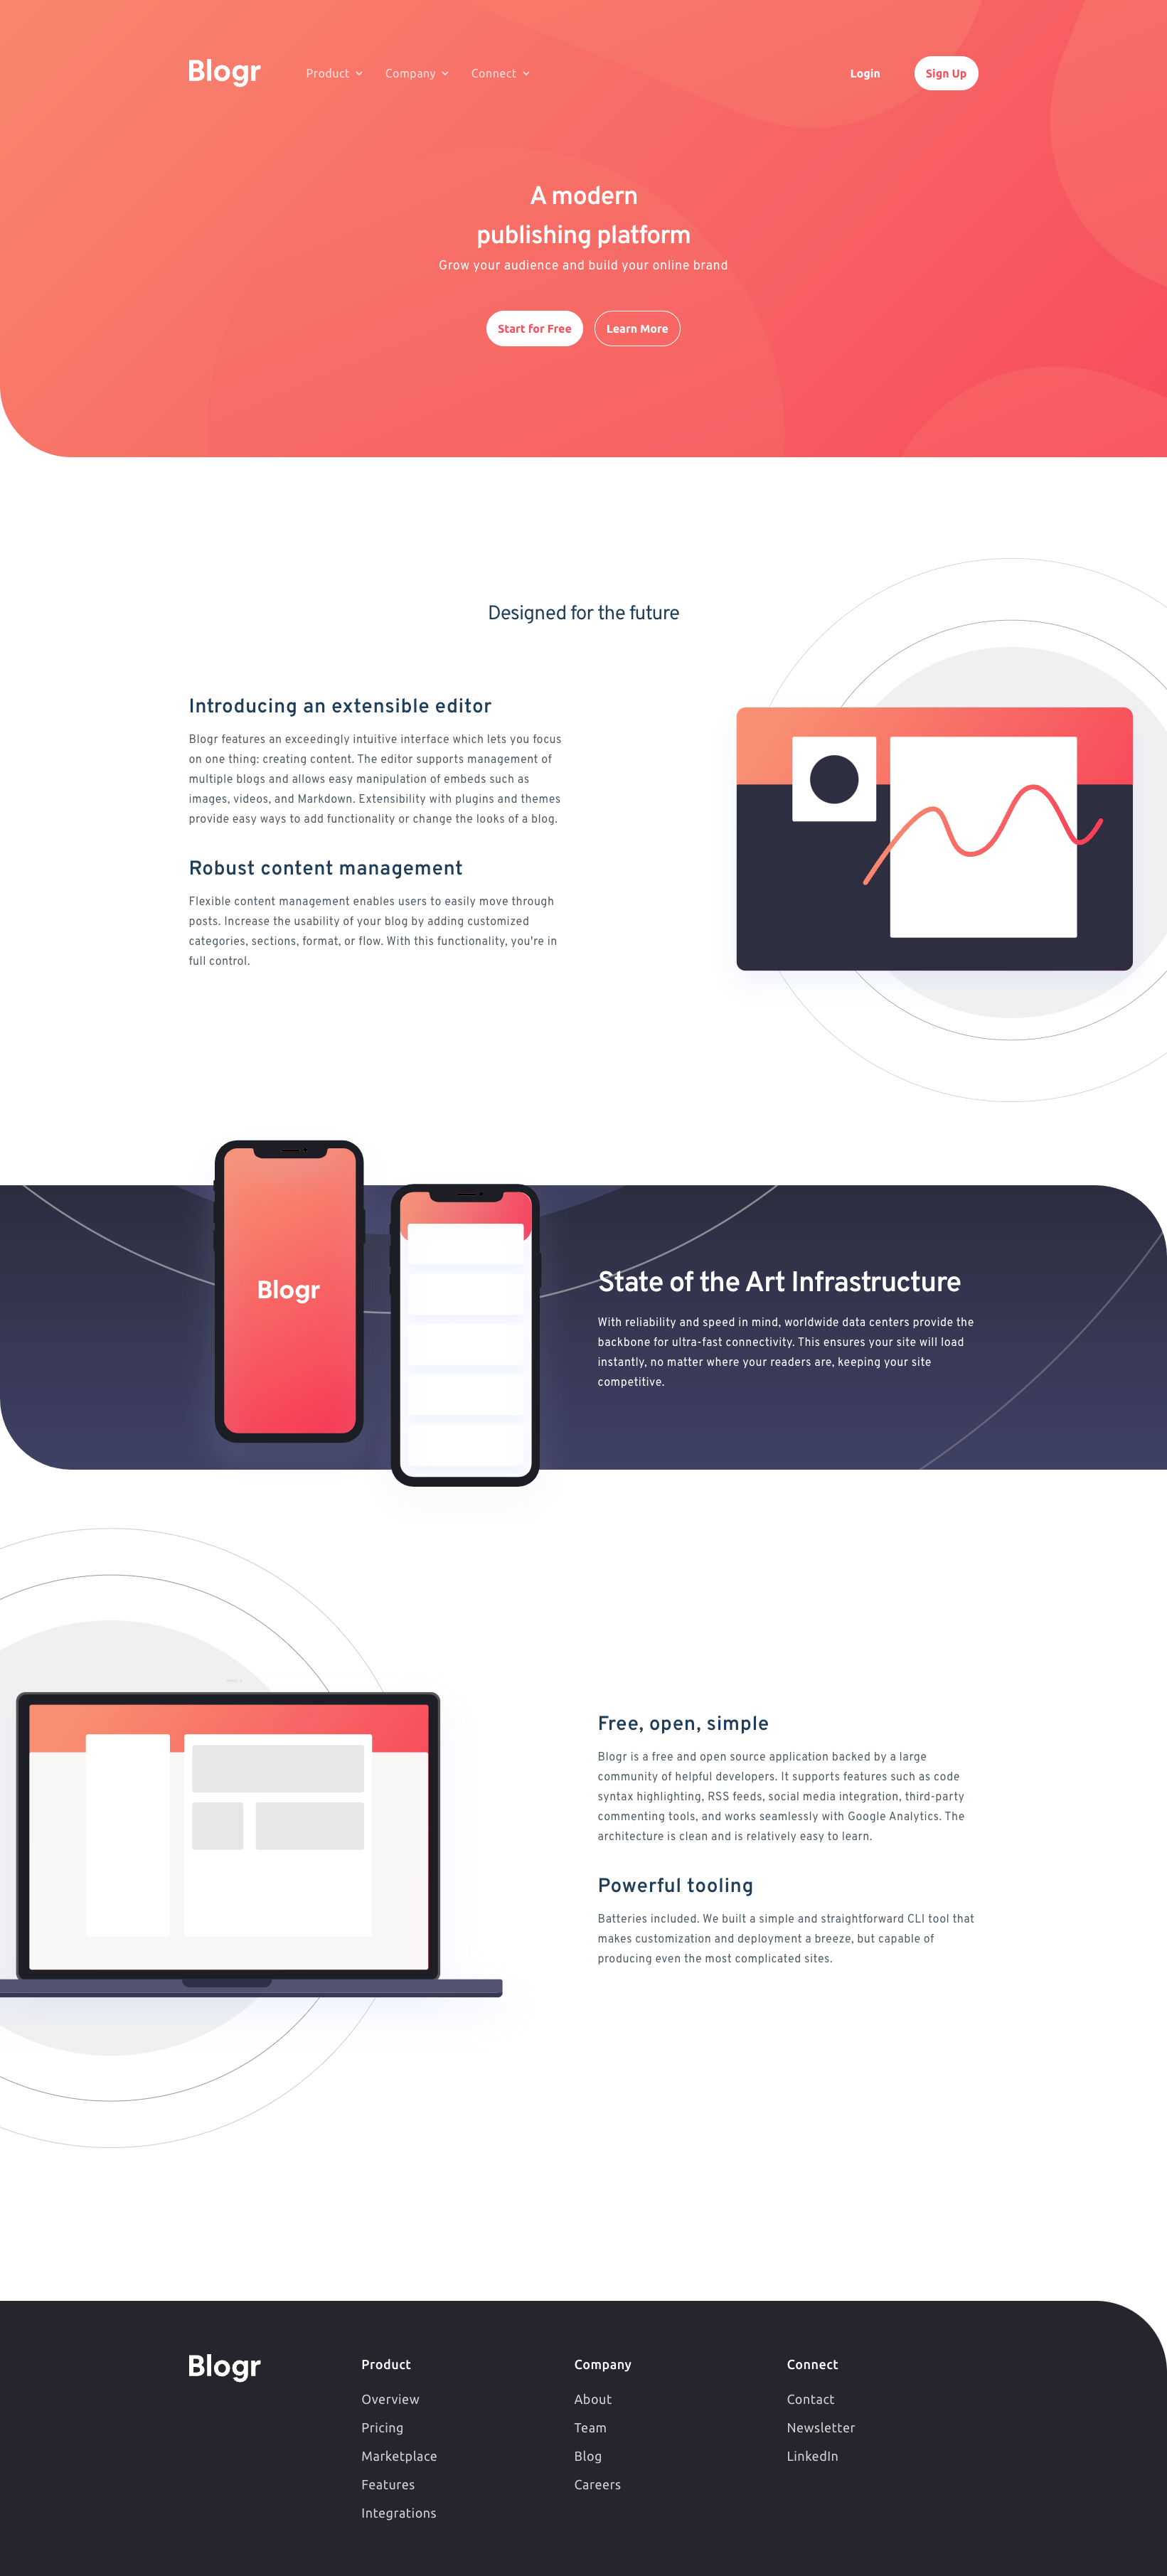 Blogr
Product
Company
Connect
Login
Sign Up
A modern
publishing platform
Grow your audience and build your online brand
Start for Free
Learn More
Designed for the future
Introducing an extensible editor
Blogr features an exceedingly intuitive interface which lets you focus
on one thing: creating content. The editor supports management of
multiple blogs and allows easy manipulation of embeds such as
images, videos, and Markdown. Extensibility with plugins and themes
provide easy ways to add functionality or change the looks of a blog.
Robust content management
Flexible content management enables users to easily move through
posts. Increase the usability of your blog by adding customized
categories, sections, format, or flow. With this functionality, you're in
full control.
Blogr
State of the Art Infrastructure
With reliability and speed in mind, worldwide data centers provide the
backbone for ultra-fast connectivity. This ensures your site will load
instantly, no matter where your readers are, keeping your site
competitive.
Free, open, simple
Blogr is a free and open source application backed by a large
community of helpful developers. It supports features such as code
syntax highlighting, RSS feeds, social media integration, third-party
commenting tools, and works seamlessly with Google Analytics. The
architecture is clean and is relatively easy to learn.
Powerful tooling
Batteries included. We built a simple and straightforward CLI tool that
makes customization and deployment a breeze, but capable of
producing even the most complicated sites.
Blogr
Product
Overview
Pricing
Marketplace
Features
Integrations
Company
About
Team
Blog
Careers
Connect
Contact
Newsletter
LinkedIn